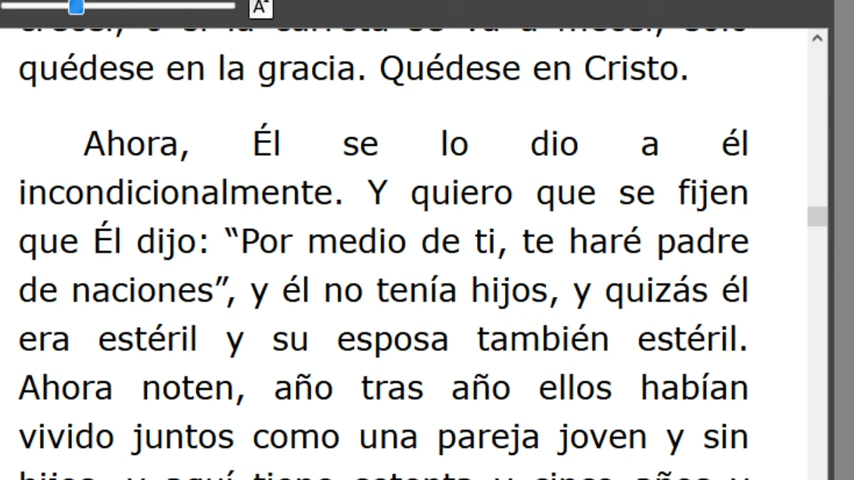 A
quédese en la gracia. Quédese en Cristo.
Ahora, Él se lo dio a él
incondicionalmente. Y quiero que se fijen
que Él dijo: “Por medio de ti, te haré padre
de naciones”, y él no tenía hijos, y quizás él
era estéril y su esposa también estéril.
Ahora noten, año tras año ellos habían
vivido juntos como una pareja joven y sin